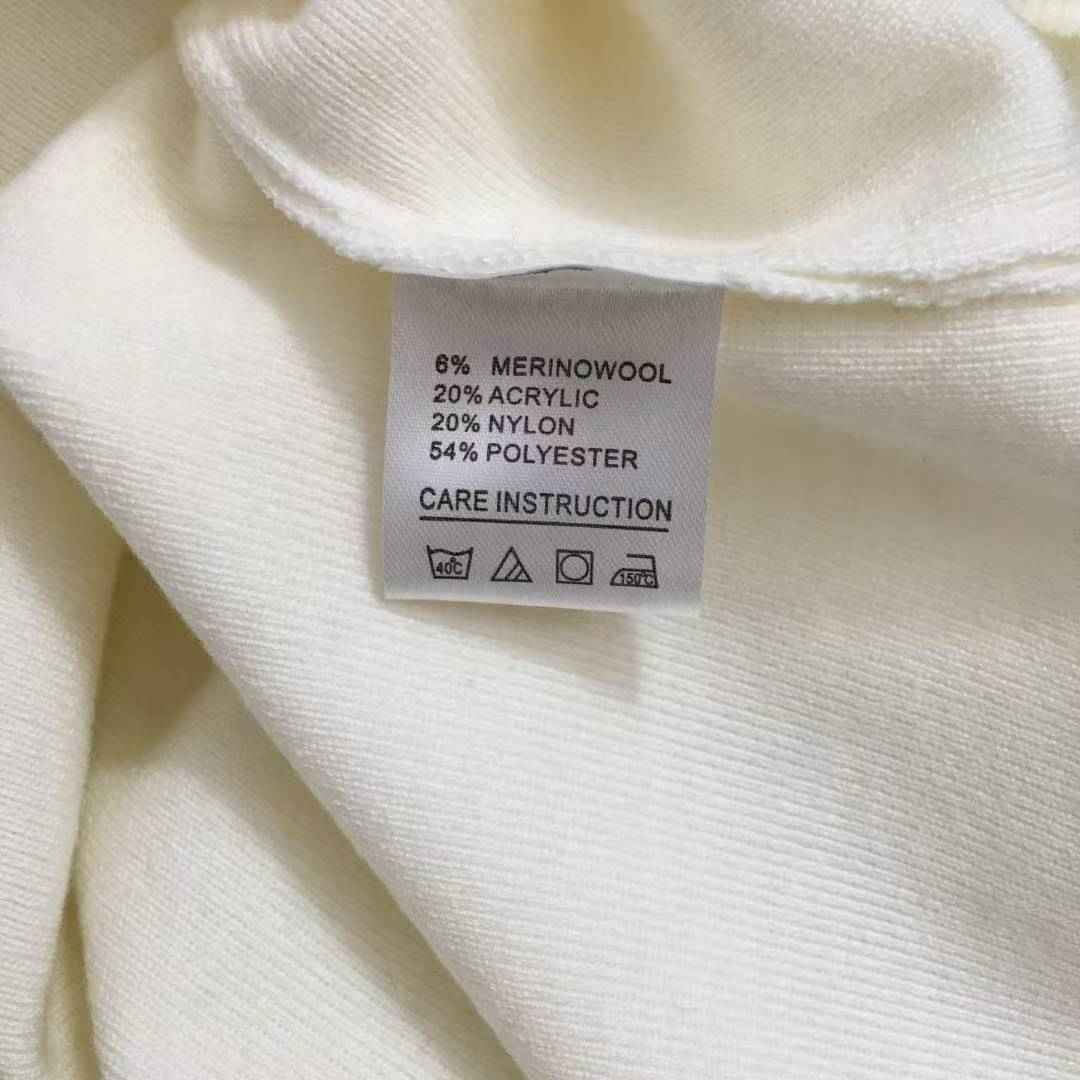 6% MERINOWOOL
20% ACRYLIC
20% NYLON
54% POLYESTER
CARE INSTRUCTION
40°C 150°C